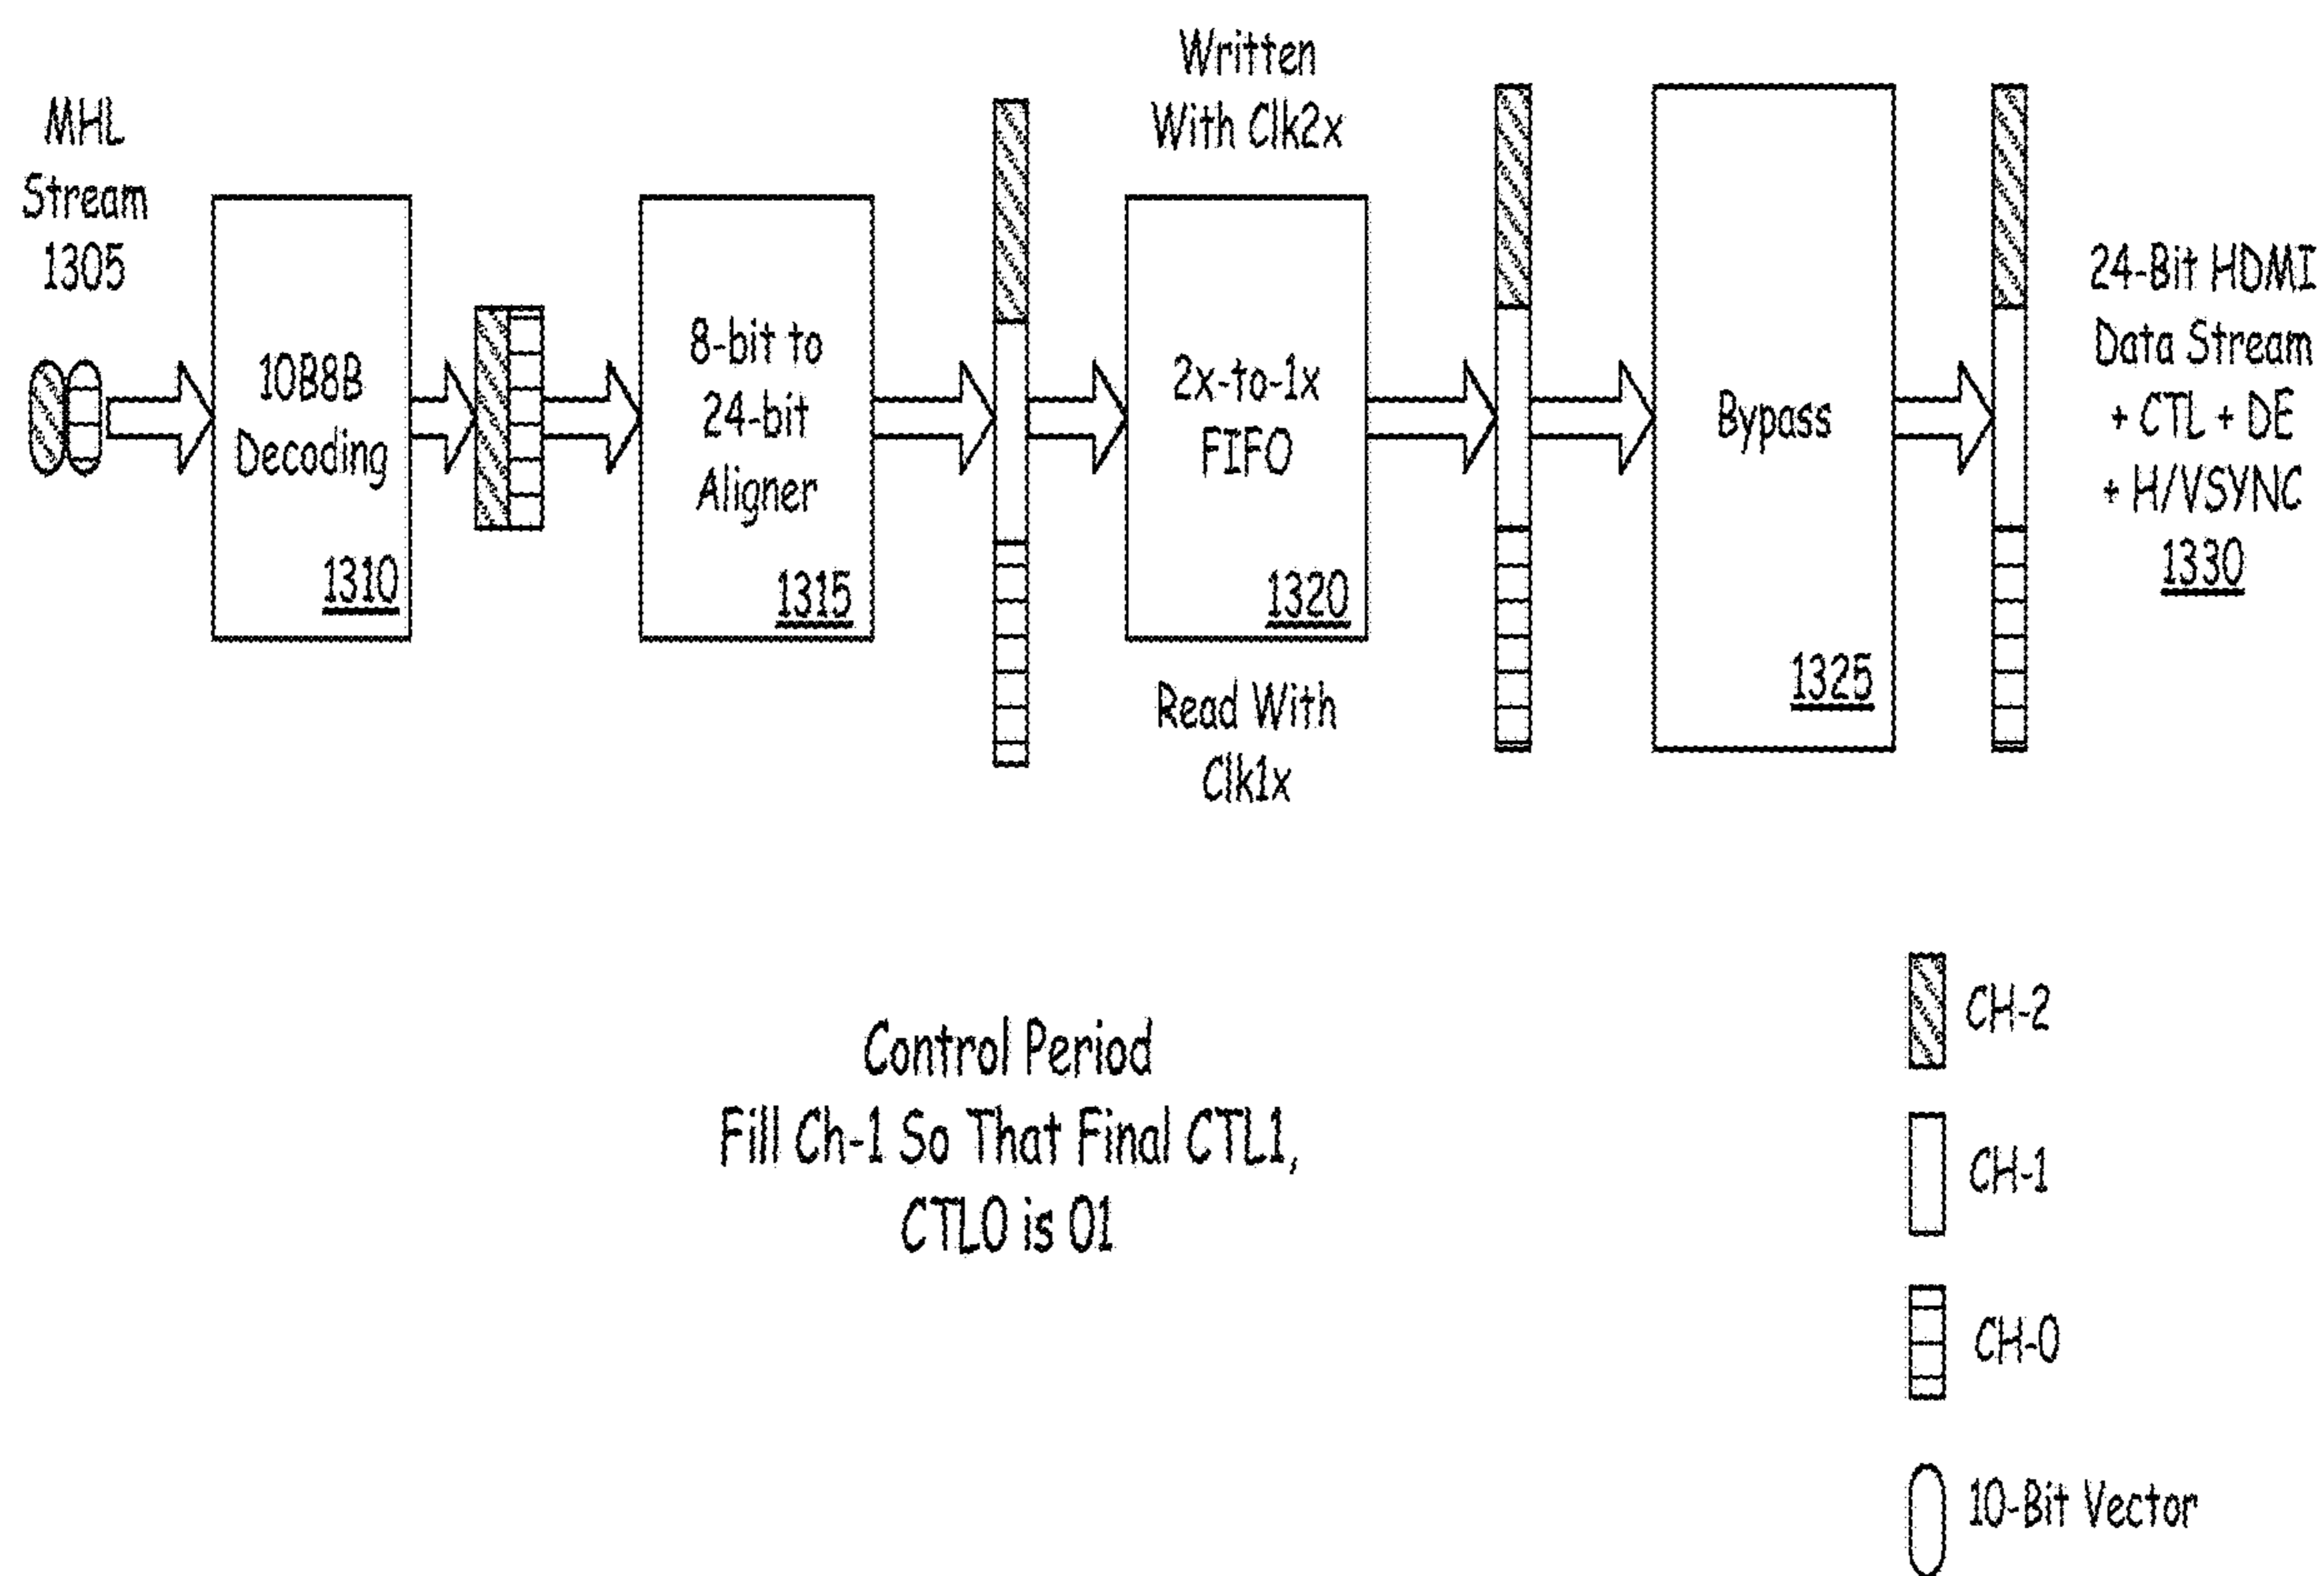 MHL
Stream
1305
10B8B
Decoding
1310
8-bit to
24-bit
Aligner
1315
Written
With Clk2x
2x-to-1x
FIFO
1320
Read With
Clk1x
Bypass
1325
24-Bit HDMI
Data Stream
+ CTL + DE
+ H/VSYNC
1330
Control Period
Fill Ch-1 So That Final CTL1,
CTL0 is 01
CH-2
CH-1
CH-0
10-Bit Vector